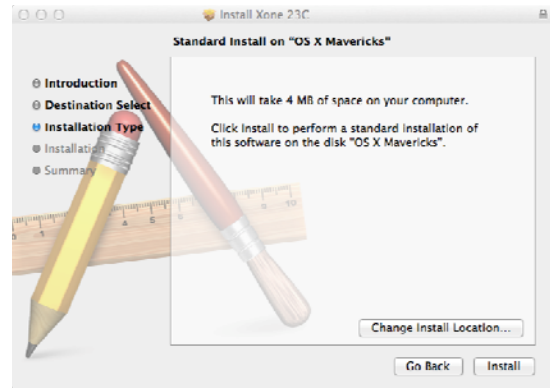 Install Xone 23C
Standard Install on "OS X Mavericks"
Introduction
Destination Select
Installation Type
Installation
Summary
This will take 4 MB of space on your computer.
Click Install to perform a standard installation of
this software on the disk "OS X Mavericks".
Change Install Location...
Go Back
Install